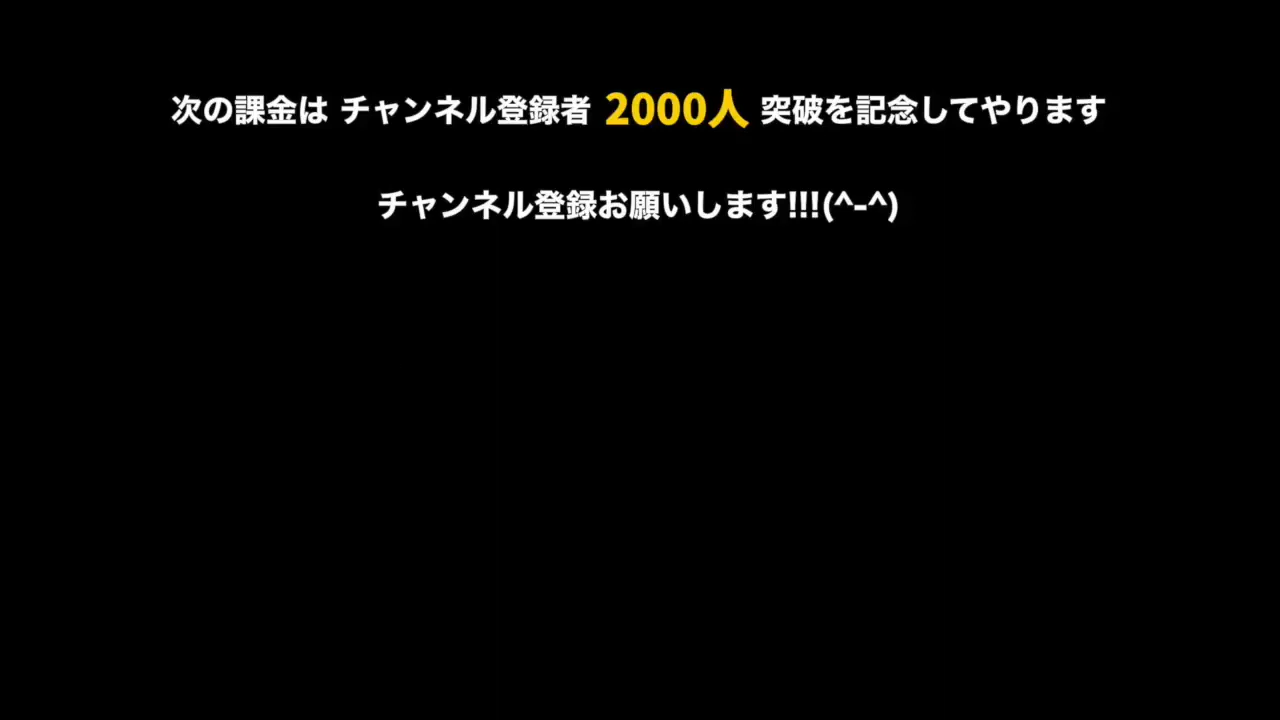 次の課金は チャンネル登録者 2000人 突破を記念してやります
チャンネル登録お願いします!!!(^-^)